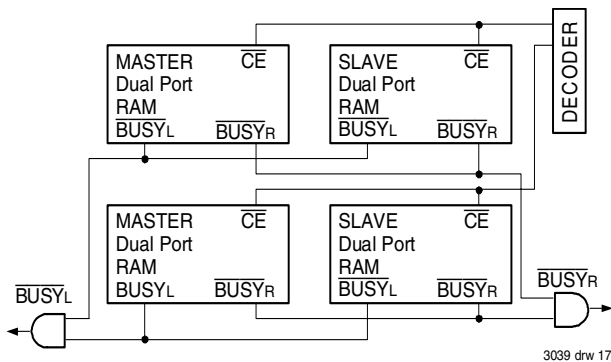 MASTER CE
Dual Port
RAM
BUSYL BUSYR
SLAVE CE
Dual Port
RAM
BUSYL BUSYR
DECODER
MASTER CE
Dual Port
RAM
BUSYL BUSYR
SLAVE CE
Dual Port
RAM
BUSYL BUSYR
BUSYL
BUSYR
3039 drw 17